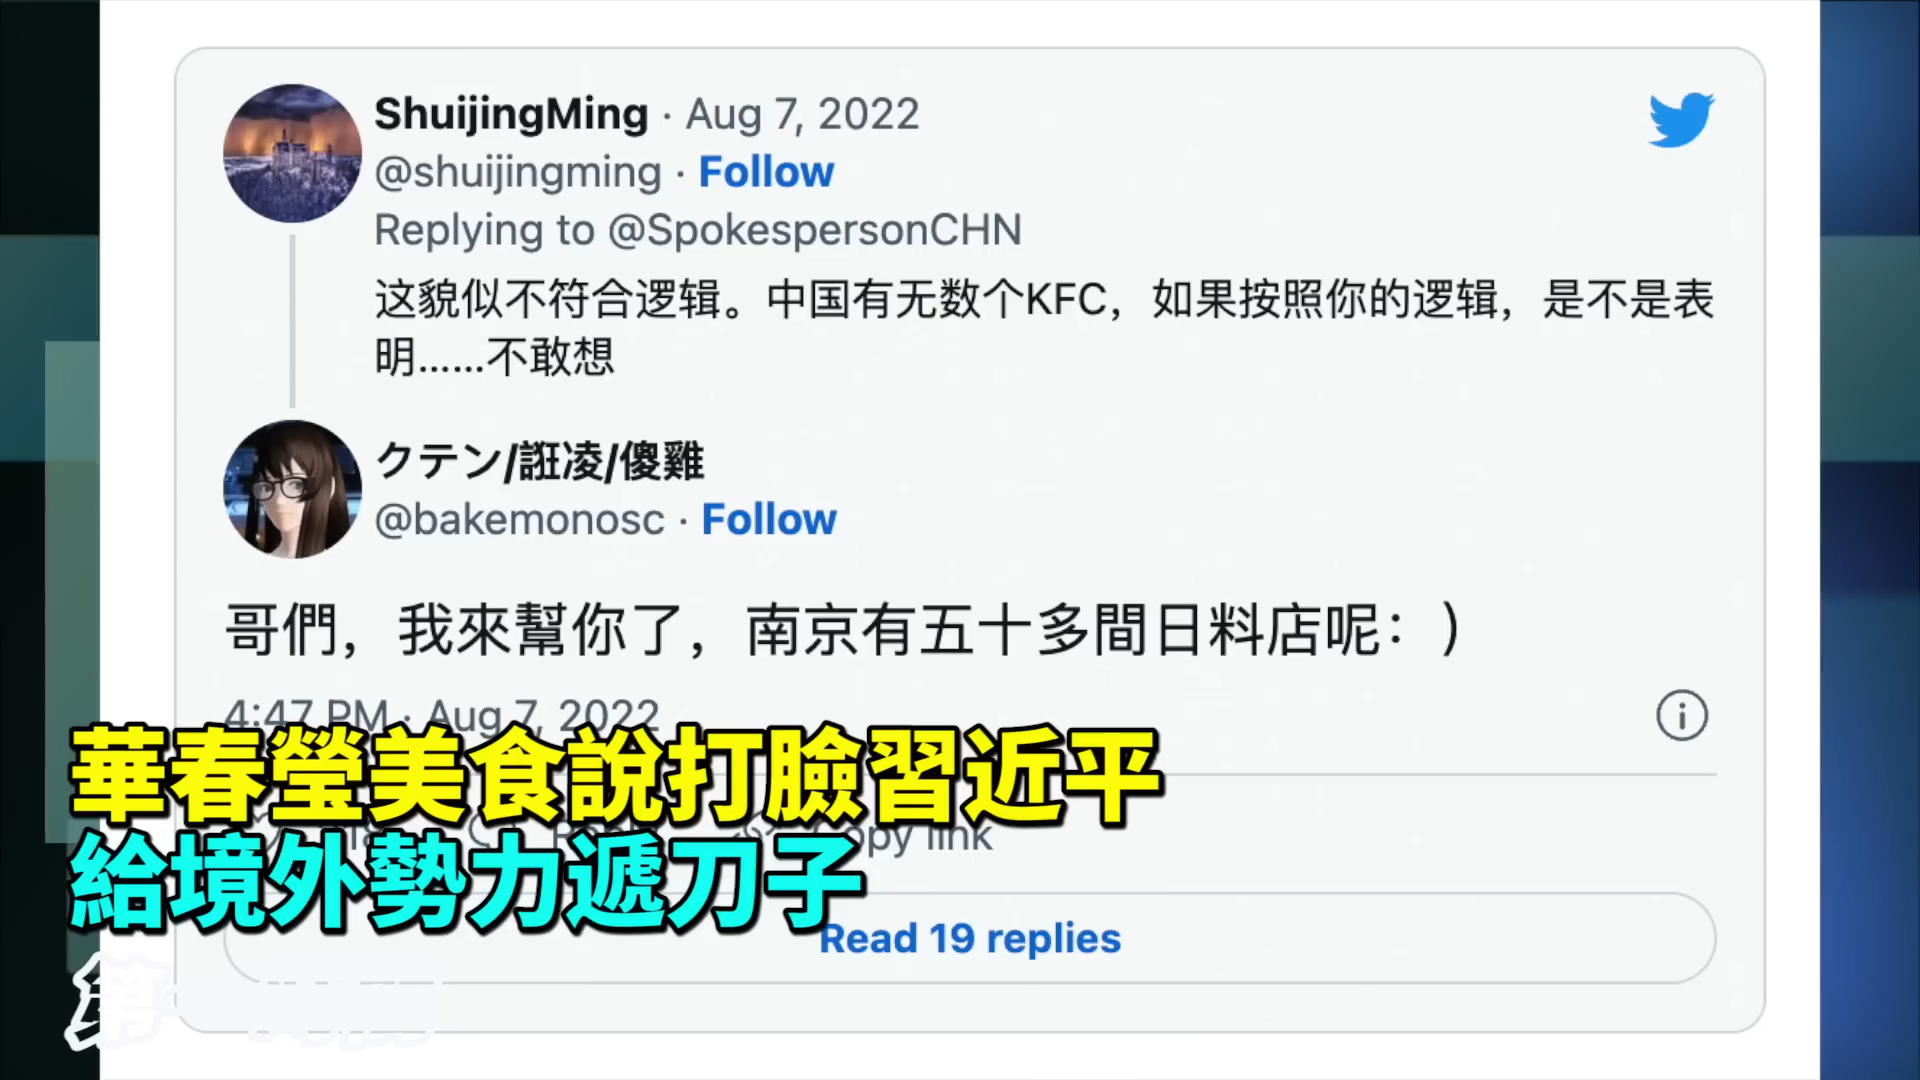 ShuijingMing · Aug 7, 2022
@shuijingming · Follow
Replying to @SpokespersonCHN
这貌似不符合逻辑。中国有无数个KFC，如果按照你的逻辑，是不是表
明......不敢想
クテン/誑凌/傻雞
@bakemonosc · Follow
哥們，我來幫你了，南京有五十多間日料店呢：）
4:47 PM · Aug 7, 2022
華春瑩美食說打臉習近平
Copy link
給境外勢力遞刀子
Read 19 replies